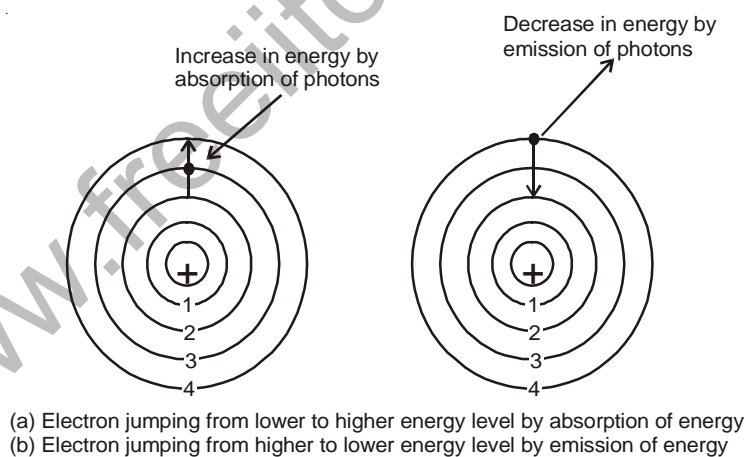 Increase in energy by
absorption of photons
Decrease in energy by
emission of photons
+
1
2
3
4
+
1
2
3
4
(a) Electron jumping from lower to higher energy level by absorption of energy
(b) Electron jumping from higher to lower energy level by emission of energy